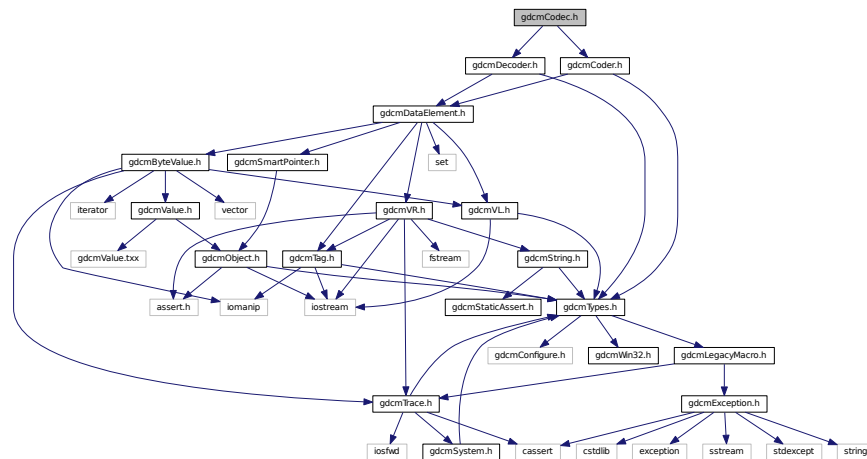 gdcmCodec.h
gdcmDecoder.h
gdcmCoder.h
gdcmDataElement.h
gdcmByteValue.h
gdcmSmartPointer.h
set
iterator
gdcmValue.h
vector
gdcmVR.h
gdcmVL.h
gdcmValue.txx
gdcmObject.h
gdcmTag.h
fstream
gdcmString.h
assert.h
iomanip
iostream
gdcmStaticAssert.h
gdcmTypes.h
gdcmConfigure.h
gdcmWin32.h
gdcmLegacyMacro.h
gdcmTrace.h
gdcmException.h
iosfwd
gdcmSystem.h
cassert
cstdlib
exception
sstream
stdexcept
string